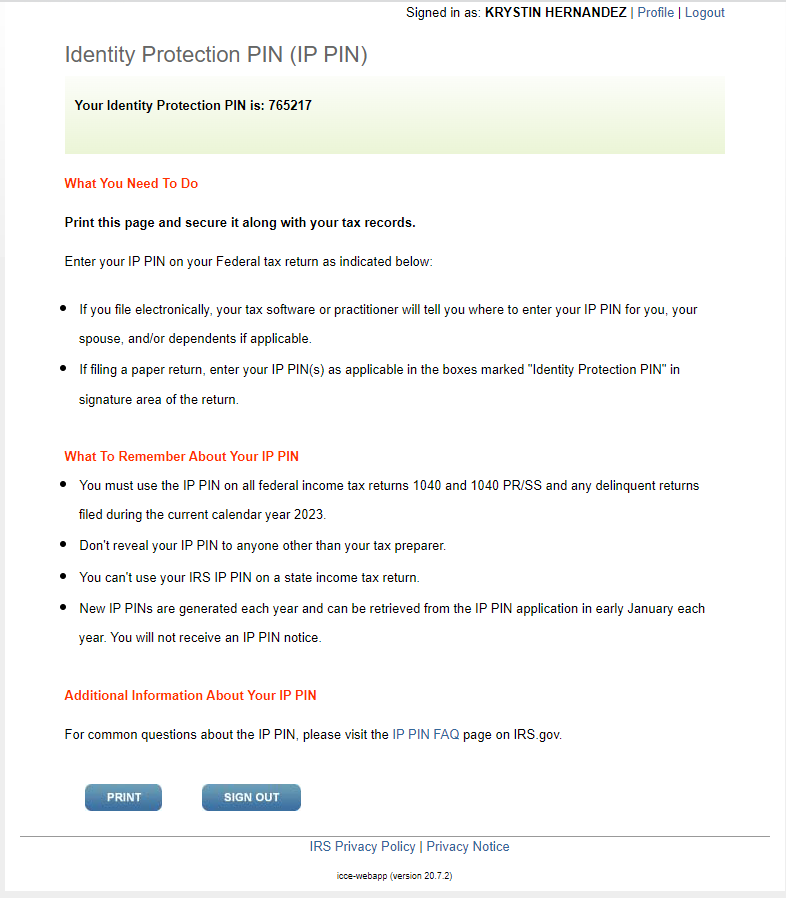 Signed in as: KRYSTIN HERNANDEZ | Profile | Logout
Identity Protection PIN (IP PIN)
Your Identity Protection PIN is: 765217
What You Need To Do
Print this page and secure it along with your tax records.
Enter your IP PIN on your Federal tax return as indicated below:
• If you file electronically, your tax software or practitioner will tell you where to enter your IP PIN for you, your
spouse, and/or dependents if applicable.
• If filing a paper return, enter your IP PIN(s) as applicable in the boxes marked "Identity Protection PIN" in
signature area of the return.
What To Remember About Your IP PIN
• You must use the IP PIN on all federal income tax returns 1040 and 1040 PR/SS and any delinquent returns
filed during the current calendar year 2023.
• Don't reveal your IP PIN to anyone other than your tax preparer.
• You can't use your IRS IP PIN on a state income tax return.
• New IP PINs are generated each year and can be retrieved from the IP PIN application in early January each
year. You will not receive an IP PIN notice.
Additional Information About Your IP PIN
For common questions about the IP PIN, please visit the IP PIN FAQ page on IRS.gov.
PRINT SIGN OUT
IRS Privacy Policy | Privacy Notice
icce-webapp (version 20.7.2)